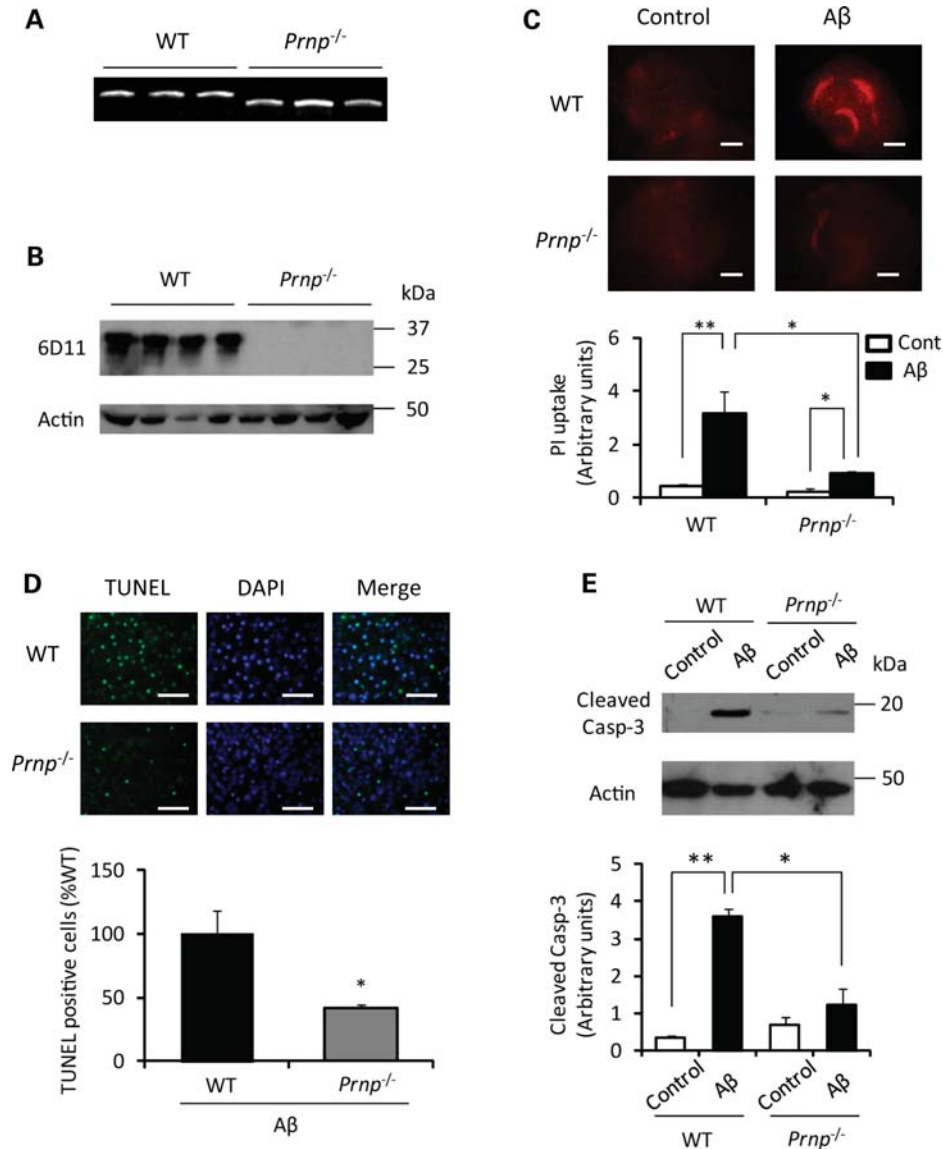 A
WT Prnp-/-
B
WT Prnp-/-
kDa
6D11
37
25
Actin
50
C
Control Aβ
WT
Prnp-/-
PI uptake
(Arbitrary units)
6
4
2
0
**
*
*
Cont
Aβ
WT Prnp-/-
D
TUNEL DAPI Merge
WT
Prnp-/-
TUNEL positive cells (%WT)
150
100
50
0
*
WT Prnp-/-
Aβ
E
WT Prnp-/-
Control Aβ Control Aβ
kDa
Cleaved
Casp-3
20
Actin
50
Cleaved Casp-3
(Arbitrary units)
5
4
3
2
1
0
**
*
Control Aβ Control Aβ
WT Prnp-/-